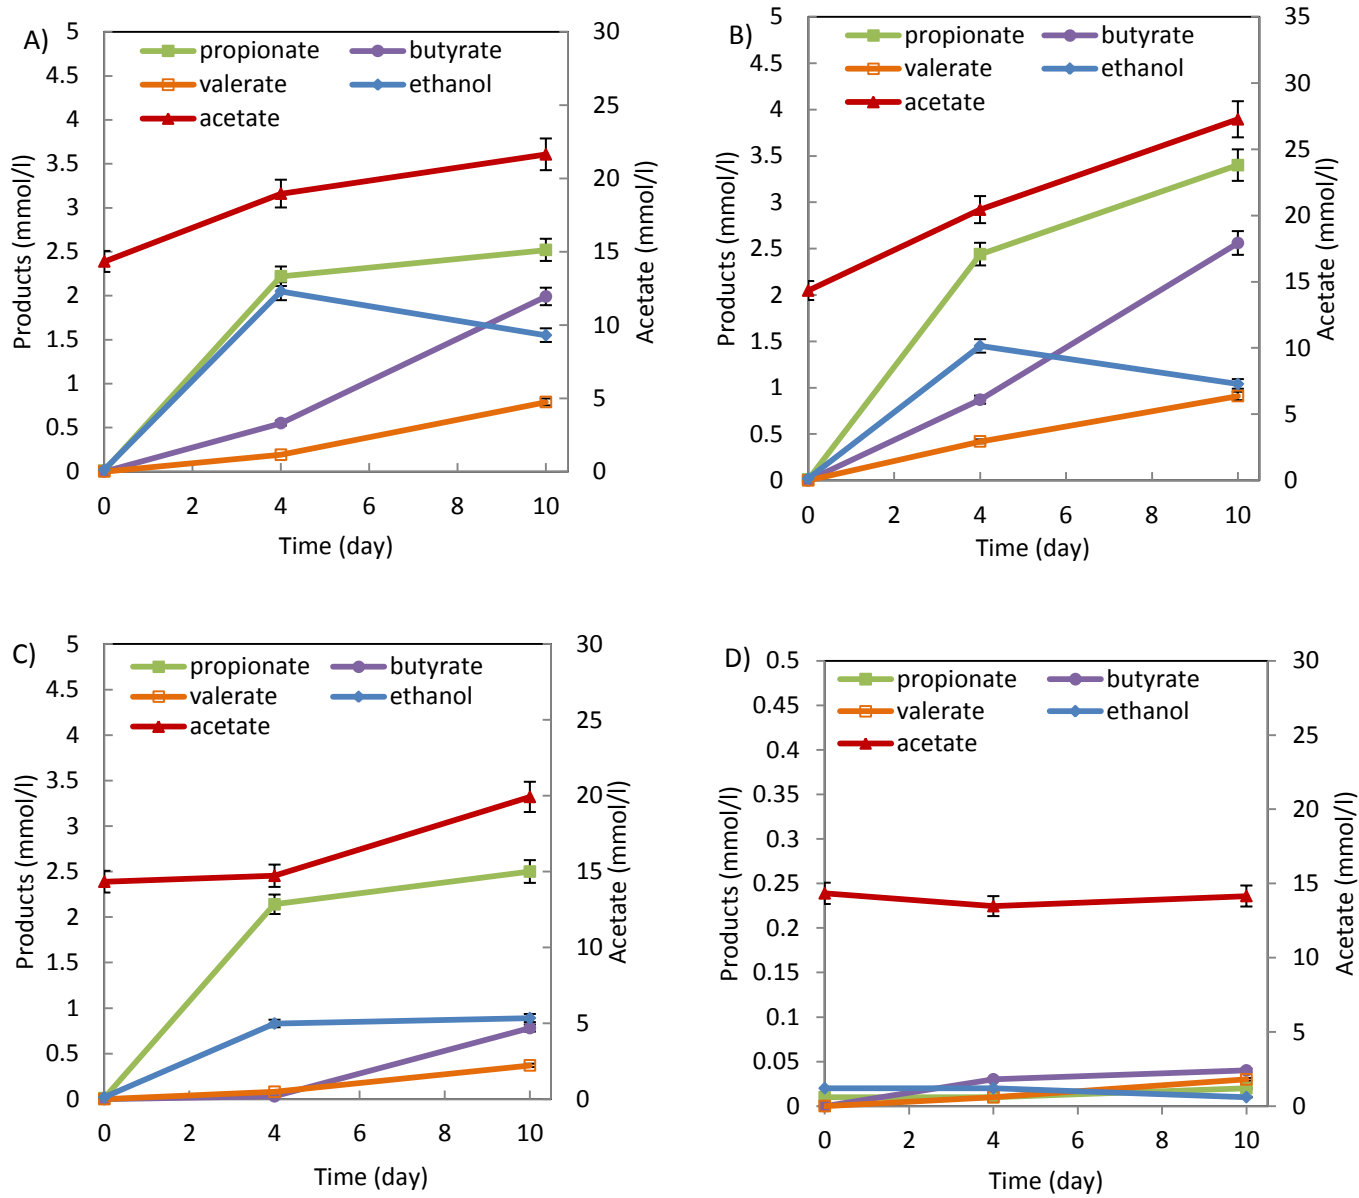 A)
propionate butyrate
valerate ethanol
acetate
5
4.5
4
3.5
3
2.5
2
1.5
1
0.5
0
30
25
20
15
10
5
0
0 2 4 6 8 10
Products (mmol/l)
Acetate (mmol/l)
Time (day)
B)
propionate butyrate
valerate ethanol
acetate
5
4.5
4
3.5
3
2.5
2
1.5
1
0.5
0
35
30
25
20
15
10
5
0
0 2 4 6 8 10
Products (mmol/l)
Acetate (mmol/l)
Time (day)
C)
propionate butyrate
valerate ethanol
acetate
5
4.5
4
3.5
3
2.5
2
1.5
1
0.5
0
30
25
20
15
10
5
0
0 2 4 6 8 10
Products (mmol/l)
Acetate (mmol/l)
Time (day)
D)
propionate butyrate
valerate ethanol
acetate
0.5
0.45
0.4
0.35
0.3
0.25
0.2
0.15
0.1
0.05
0
30
25
20
15
10
5
0
0 2 4 6 8 10
Products (mmol/l)
Acetate (mmol/l)
Time (day)